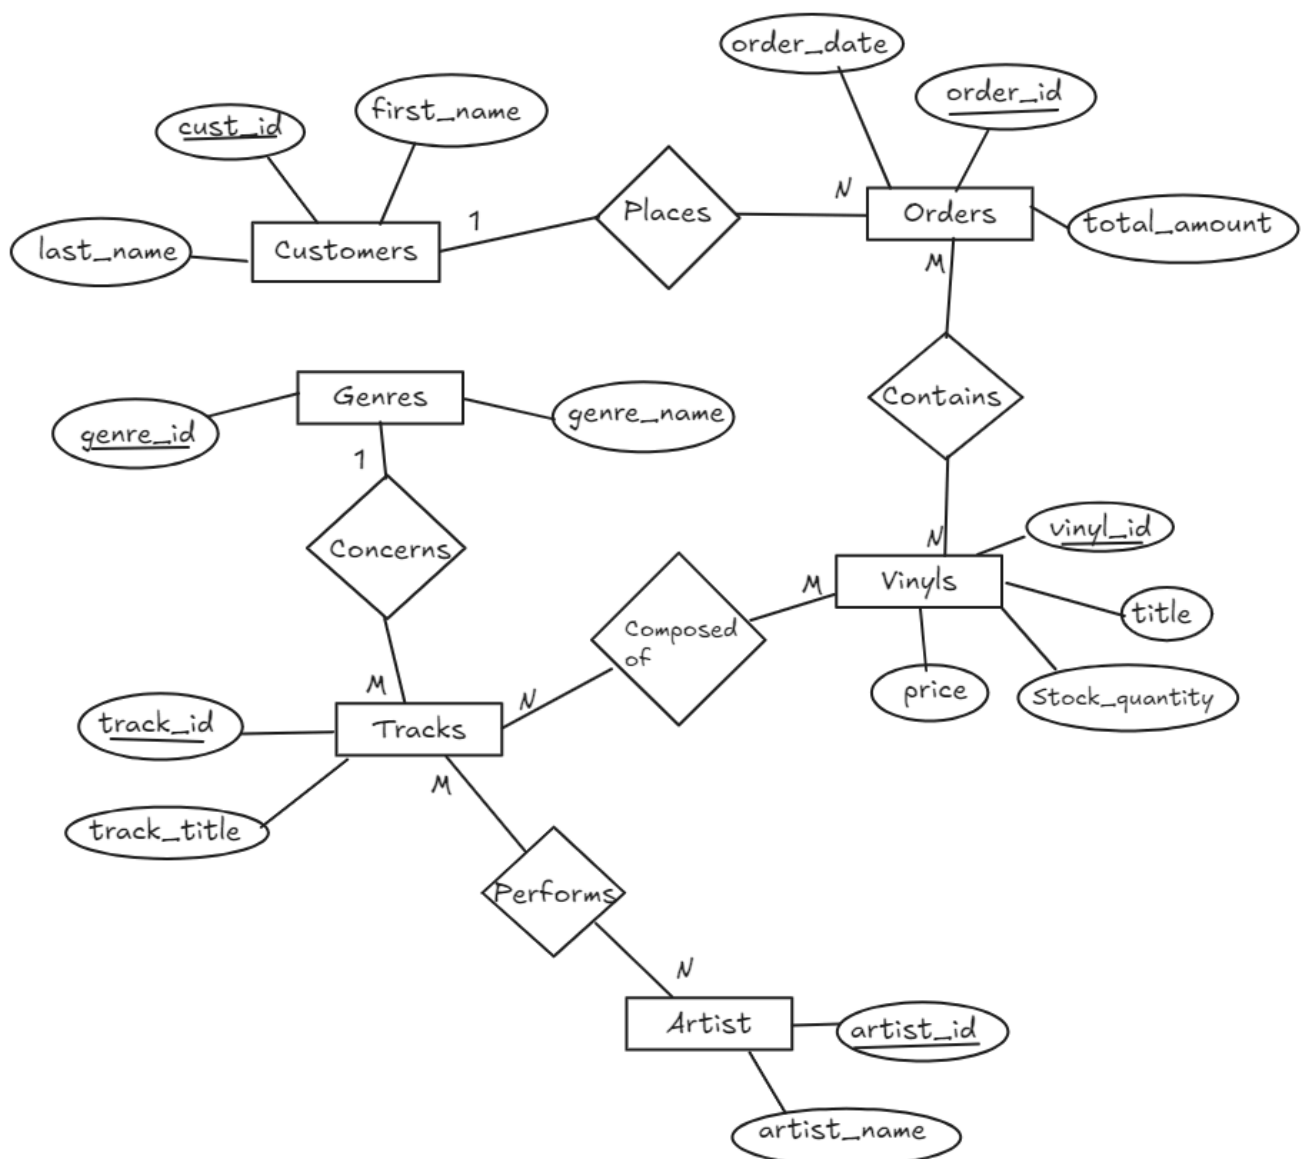 order_date
order_id
first_name
cust_id
N
1
Places
Orders
total_amount
last_name
Customers
M
Genres
Contains
genre_name
genre_id
1
Concerns
N
vinyl_id
M
Vinyls
title
Composed
of
price
Stock_quantity
M
N
track_id
Tracks
M
track_title
Performs
N
Artist
artist_id
artist_name